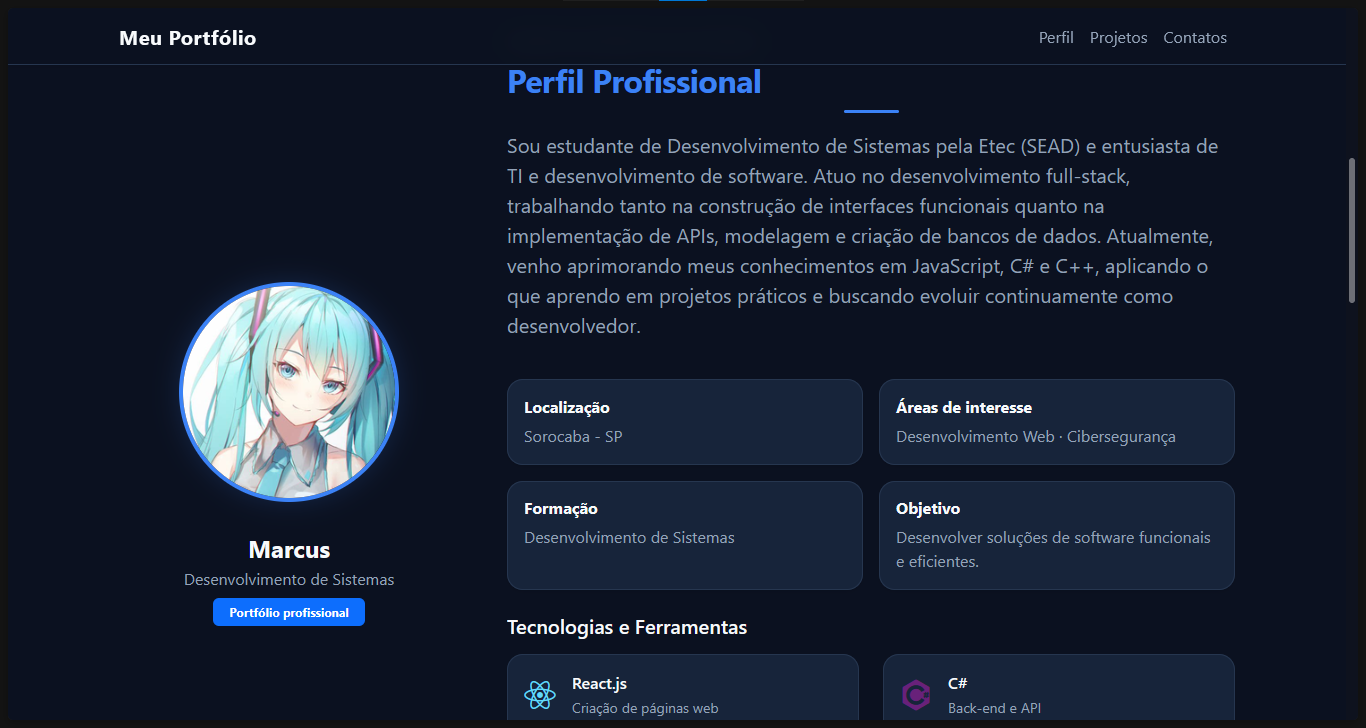 Meu Portfólio
Perfil Projetos Contatos
Perfil Profissional
Sou estudante de Desenvolvimento de Sistemas pela Etec (SEAD) e entusiasta de
TI e desenvolvimento de software. Atuo no desenvolvimento full-stack,
trabalhando tanto na construção de interfaces funcionais quanto na
implementação de APIs, modelagem e criação de bancos de dados. Atualmente,
venho aprimorando meus conhecimentos em JavaScript, C# e C++, aplicando o
que aprendo em projetos práticos e buscando evoluir continuamente como
desenvolvedor.
Marcus
Desenvolvimento de Sistemas
Portfólio profissional
Localização
Sorocaba - SP
Áreas de interesse
Desenvolvimento Web · Cibersegurança
Formação
Desenvolvimento de Sistemas
Objetivo
Desenvolver soluções de software funcionais
e eficientes.
Tecnologias e Ferramentas
React.js
Criação de páginas web
C#
Back-end e API